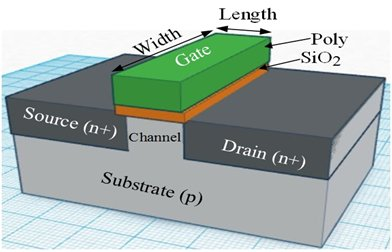 Length
Width
Poly
Gate
SiO₂
Source (n+)
Channel
Drain (n+)
Substrate (p)